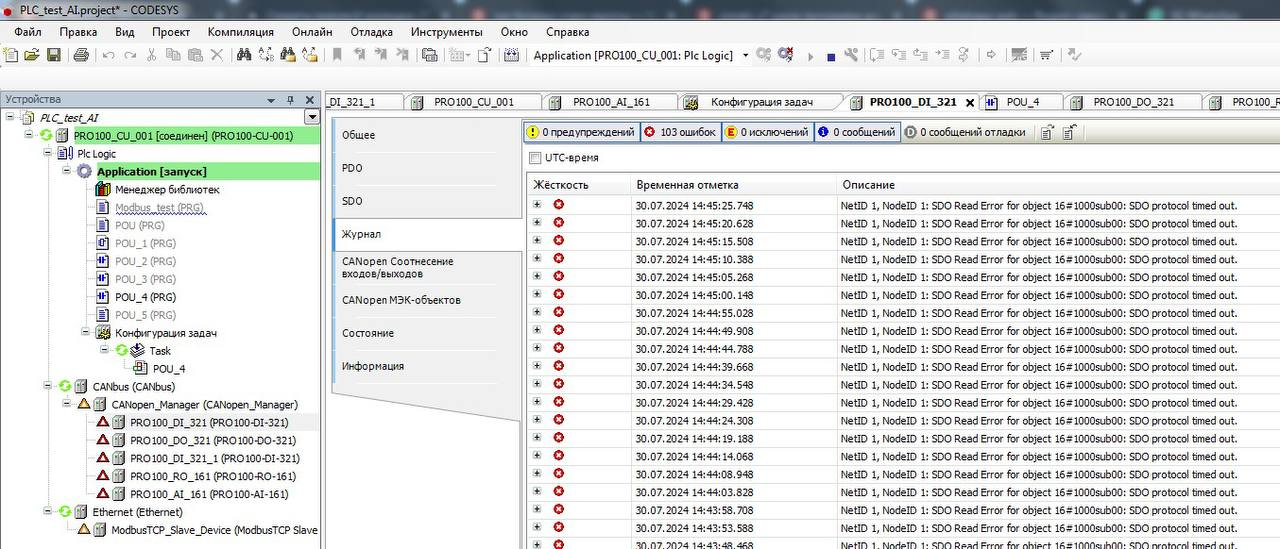 PLC_test_AI.project* - CODESYS
Файл Правка Вид Проект Компиляция Онлайн Отладка Инструменты Окно Справка
Application [PRO100_CU_001: Plc Logic]
Устройства
DI_321_1 PRO100_CU_001 PRO100_AI_161 Конфигурация задач PRO100_DI_321 POU_4 PRO100_DO_321 PRO100_R
PLC_test_AI
PRO100_CU_001 [соединен] (PRO100-CU-001)
Plc Logic
Application [запуск]
Менеджер библиотек
Modbus_test (PRG)
POU (PRG)
POU_1 (PRG)
POU_2 (PRG)
POU_3 (PRG)
POU_4 (PRG)
POU_5 (PRG)
Конфигурация задач
Task
POU_4
CANbus (CANbus)
CANopen_Manager (CANopen_Manager)
PRO100_DI_321 (PRO100-DI-321)
PRO100_DO_321 (PRO100-DO-321)
PRO100_DI_321_1 (PRO100-DI-321)
PRO100_RO_161 (PRO100-RO-161)
PRO100_AI_161 (PRO100-AI-161)
Ethernet (Ethernet)
ModbusTCP_Slave_Device (ModbusTCP Slave
Общее
PDO
SDO
Журнал
CANopen Соотнесение
входов/выходов
CANopen МЭК-объектов
Состояние
Информация
0 предупреждений 103 ошибок 0 исключений 0 сообщений 0 сообщений отладки
UTC-время
Жёсткость Временная отметка Описание
30.07.2024 14:45:25.748 NetID 1, NodeID 1: SDO Read Error for object 16#1000sub00: SDO protocol timed out.
30.07.2024 14:45:20.628 NetID 1, NodeID 1: SDO Read Error for object 16#1000sub00: SDO protocol timed out.
30.07.2024 14:45:15.508 NetID 1, NodeID 1: SDO Read Error for object 16#1000sub00: SDO protocol timed out.
30.07.2024 14:45:10.388 NetID 1, NodeID 1: SDO Read Error for object 16#1000sub00: SDO protocol timed out.
30.07.2024 14:45:05.268 NetID 1, NodeID 1: SDO Read Error for object 16#1000sub00: SDO protocol timed out.
30.07.2024 14:45:00.148 NetID 1, NodeID 1: SDO Read Error for object 16#1000sub00: SDO protocol timed out.
30.07.2024 14:44:55.028 NetID 1, NodeID 1: SDO Read Error for object 16#1000sub00: SDO protocol timed out.
30.07.2024 14:44:49.908 NetID 1, NodeID 1: SDO Read Error for object 16#1000sub00: SDO protocol timed out.
30.07.2024 14:44:44.788 NetID 1, NodeID 1: SDO Read Error for object 16#1000sub00: SDO protocol timed out.
30.07.2024 14:44:39.668 NetID 1, NodeID 1: SDO Read Error for object 16#1000sub00: SDO protocol timed out.
30.07.2024 14:44:34.548 NetID 1, NodeID 1: SDO Read Error for object 16#1000sub00: SDO protocol timed out.
30.07.2024 14:44:29.428 NetID 1, NodeID 1: SDO Read Error for object 16#1000sub00: SDO protocol timed out.
30.07.2024 14:44:24.308 NetID 1, NodeID 1: SDO Read Error for object 16#1000sub00: SDO protocol timed out.
30.07.2024 14:44:19.188 NetID 1, NodeID 1: SDO Read Error for object 16#1000sub00: SDO protocol timed out.
30.07.2024 14:44:14.068 NetID 1, NodeID 1: SDO Read Error for object 16#1000sub00: SDO protocol timed out.
30.07.2024 14:44:08.948 NetID 1, NodeID 1: SDO Read Error for object 16#1000sub00: SDO protocol timed out.
30.07.2024 14:44:03.828 NetID 1, NodeID 1: SDO Read Error for object 16#1000sub00: SDO protocol timed out.
30.07.2024 14:43:58.708 NetID 1, NodeID 1: SDO Read Error for object 16#1000sub00: SDO protocol timed out.
30.07.2024 14:43:53.588 NetID 1, NodeID 1: SDO Read Error for object 16#1000sub00: SDO protocol timed out.
30.07.2024 14:43:48.468 NetID 1, NodeID 1: SDO Read Error for object 16#1000sub00: SDO protocol timed out.